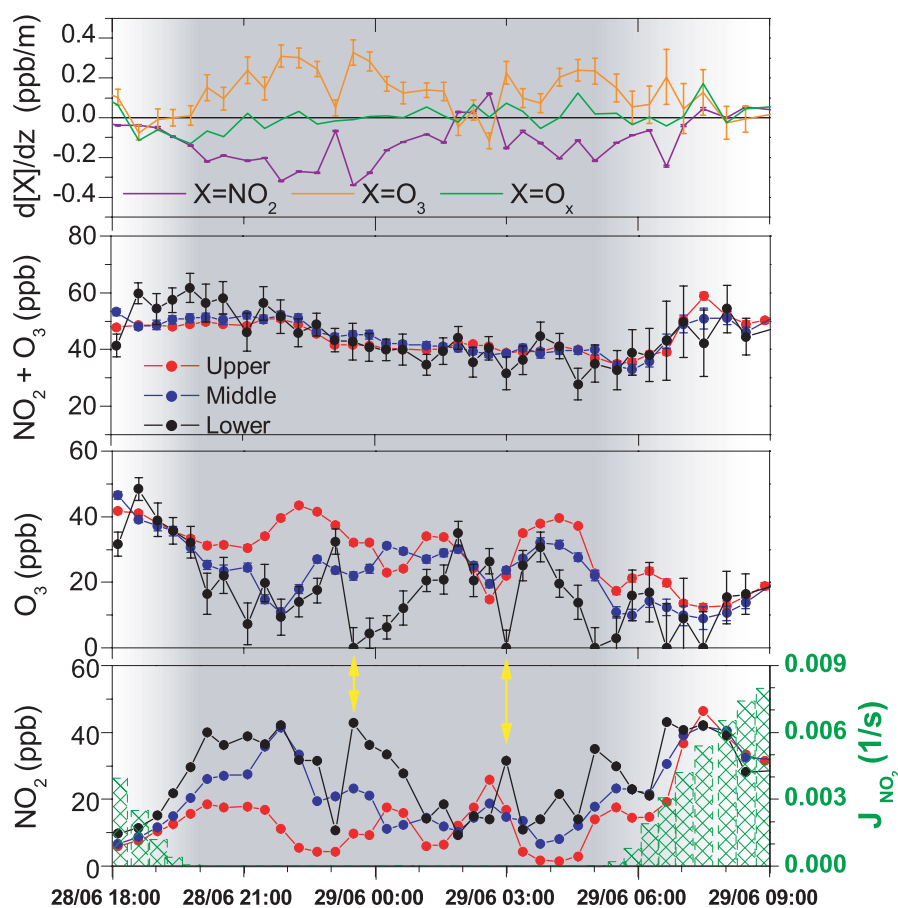 d[X]/dz (ppb/m)
0.4
0.2
0.0
-0.2
-0.4
X=NO2 X=O3 X=Ox
NO2 + O3 (ppb)
80
60
40
20
Upper
Middle
Lower
O3 (ppb)
60
40
20
0
NO2 (ppb)
60
40
20
0
0.009
0.006
0.003
0.000
JNO2 (1/s)
28/06 18:00 28/06 21:00 29/06 00:00 29/06 03:00 29/06 06:00 29/06 09:00